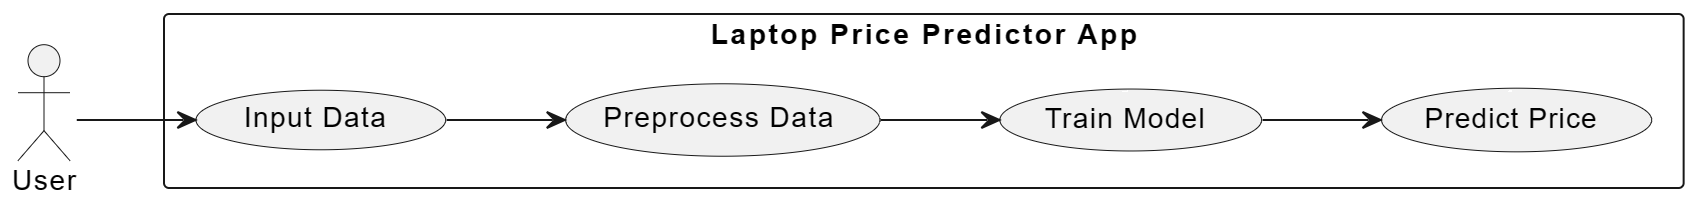 Laptop Price Predictor App
Input Data
Preprocess Data
Train Model
Predict Price
User